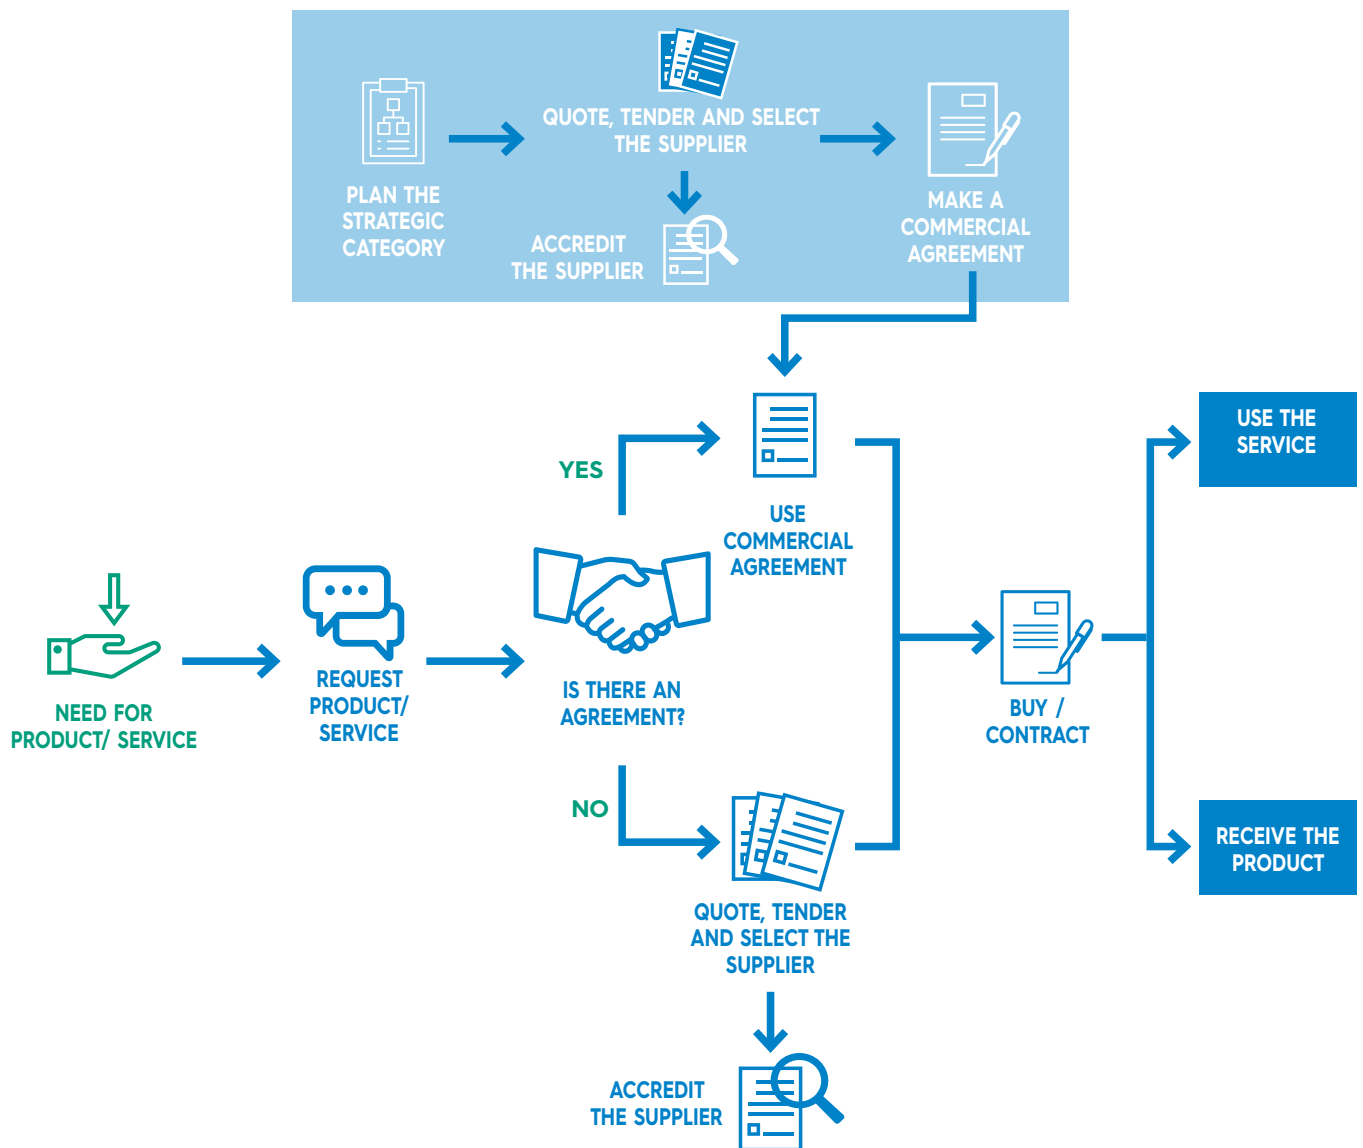 QUOTE, TENDER AND SELECT
THE SUPPLIER
PLAN THE
STRATEGIC
CATEGORY
ACCREDIT
THE SUPPLIER
MAKE A
COMMERCIAL
AGREEMENT
YES
USE
COMMERCIAL
AGREEMENT
USE THE
SERVICE
NEED FOR
PRODUCT/ SERVICE
REQUEST
PRODUCT/
SERVICE
IS THERE AN
AGREEMENT?
BUY /
CONTRACT
NO
QUOTE, TENDER
AND SELECT THE
SUPPLIER
RECEIVE THE
PRODUCT
ACCREDIT
THE SUPPLIER